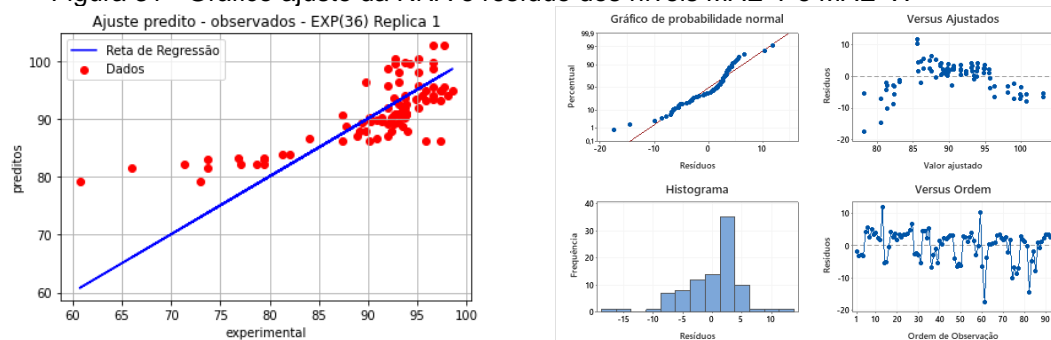 Ajuste predito - observados - EXP(36) Replica 1
Reta de Regressão
Dados
preditos
100
90
80
70
60
60 65 70 75 80 85 90 95 100
experimental
Gráfico de probabilidade normal
Percentual
99,9
99
90
50
10
1
0,1
-20 -10 0 10
Resíduos
Versus Ajustados
Resíduos
10
0
-10
-20
80 85 90 95 100
Valor ajustado
Histograma
Frequência
40
30
20
10
0
-15 -10 -5 0 5 10
Resíduos
Versus Ordem
Resíduos
10
0
-10
-20
1 10 20 30 40 50 60 70 80 90
Ordem de Observação